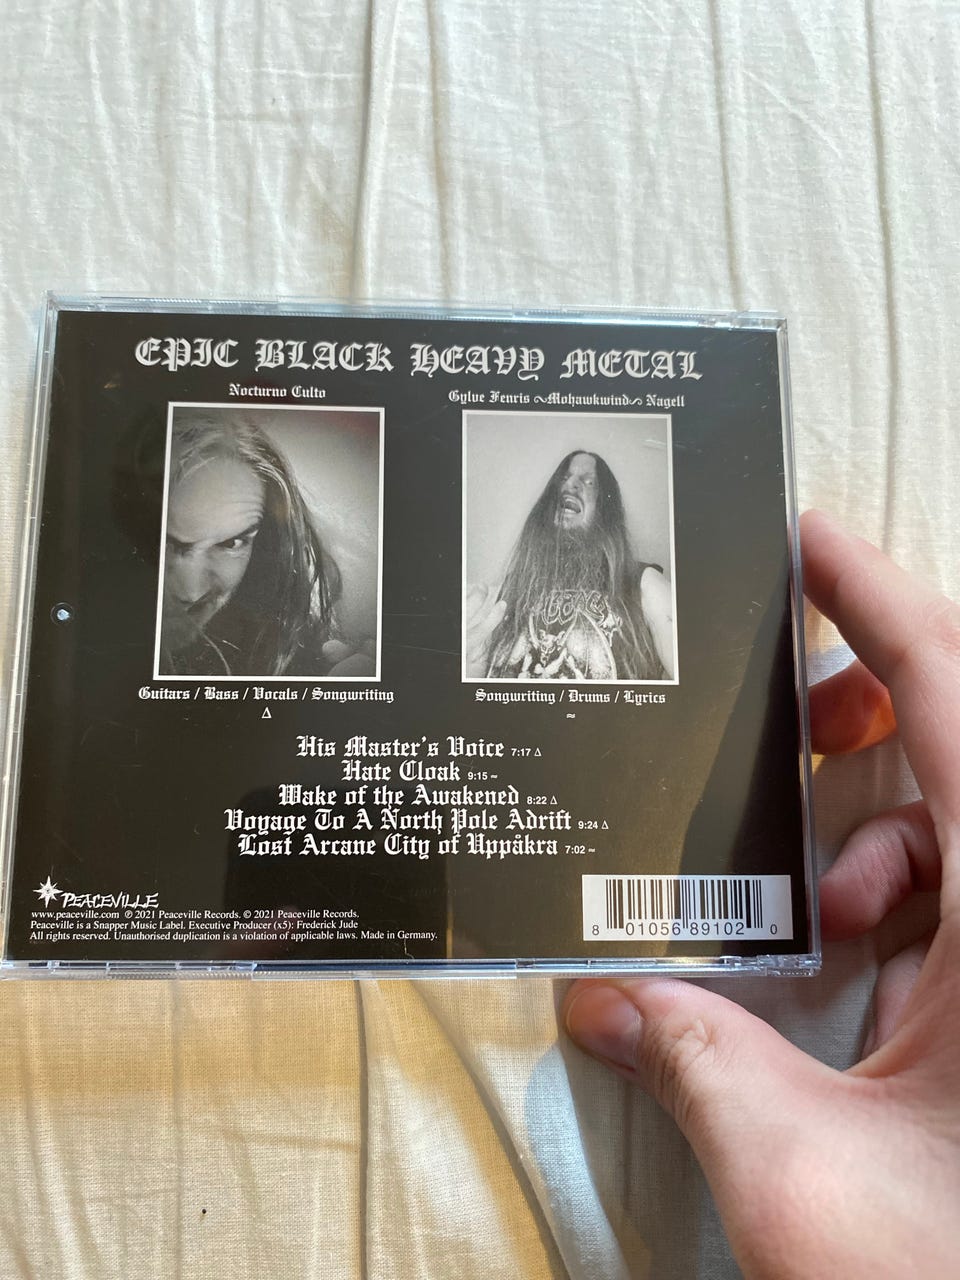 EPIC BLACK HEAVY METAL
Nocturno Culto
Gylve Fenris ~Mohawkwind~ Nagell
Guitars / Bass / Vocals / Songwriting
Δ
Songwriting / Drums / Lyrics
≈
His Master's Voice 7:17 Δ
Hate Cloak 9:15 ≈
Wake of the Awakened 8:22 Δ
Voyage To A North Pole Adrift 9:24 Δ
Lost Arcane City of Uppåkra 7:02 ≈
PEACEVILLE
www.peaceville.com ℗ 2021 Peaceville Records. © 2021 Peaceville Records.
Peaceville is a Snapper Music Label. Executive Producer (x5): Frederick Jude
All rights reserved. Unauthorised duplication is a violation of applicable laws. Made in Germany.
8 01056 89102 0